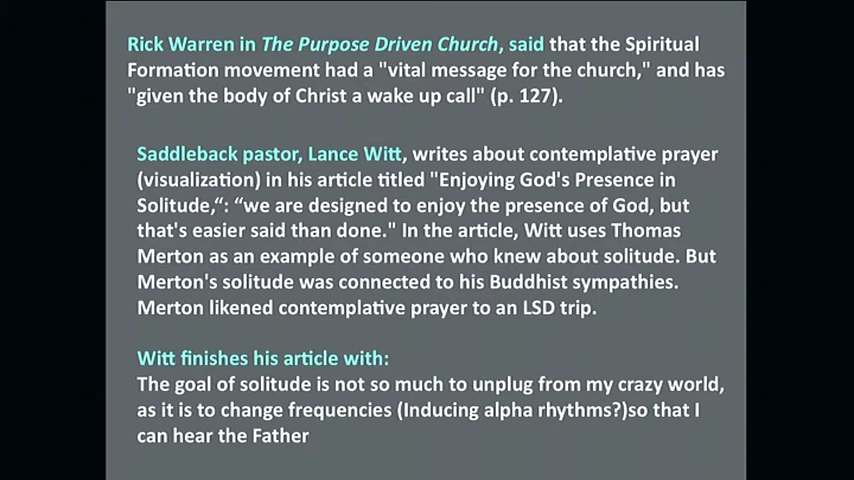 Rick Warren in The Purpose Driven Church, said that the Spiritual
Formation movement had a "vital message for the church," and has
"given the body of Christ a wake up call" (p. 127).
Saddleback pastor, Lance Witt, writes about contemplative prayer
(visualization) in his article titled "Enjoying God's Presence in
Solitude,“: “we are designed to enjoy the presence of God, but
that's easier said than done." In the article, Witt uses Thomas
Merton as an example of someone who knew about solitude. But
Merton's solitude was connected to his Buddhist sympathies.
Merton likened contemplative prayer to an LSD trip.
Witt finishes his article with:
The goal of solitude is not so much to unplug from my crazy world,
as it is to change frequencies (Inducing alpha rhythms?)so that I
can hear the Father